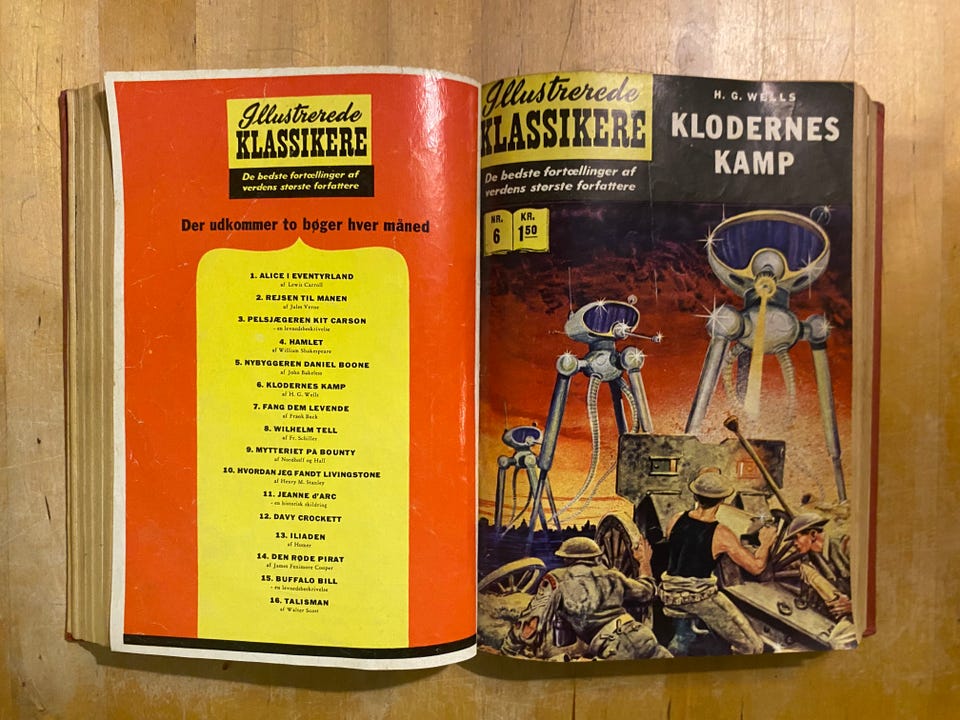 Illustrerede
KLASSIKERE
De bedste fortællinger af
verdens største forfattere
Der udkommer to bøger hver måned
1. ALICE I EVENTYRLAND
af Lewis Carroll
2. REJSEN TIL MÅNEN
af Jules Verne
3. PELSJÆGEREN KIT CARSON
- en levnedsbeskrivelse
4. HAMLET
af William Shakespeare
5. NYBYGGEREN DANIEL BOONE
af John Bakeless
6. KLODERNES KAMP
af H. G. Wells
7. FANG DEM LEVENDE
af Frank Buck
8. WILHELM TELL
af Fr. Schiller
9. MYTTERIET PÅ BOUNTY
af Nordhoff og Hall
10. HVORDAN JEG FANDT LIVINGSTONE
af Henry M. Stanley
11. JEANNE d'ARC
- en historisk skildring
12. DAVY CROCKETT
13. ILIADEN
af Homer
14. DEN RØDE PIRAT
af James Fenimore Cooper
15. BUFFALO BILL
- en levnedsbeskrivelse
16. TALISMAN
af Walter Scott
Illustrerede
KLASSIKERE
De bedste fortællinger af
verdens største forfattere
NR. KR.
6 1 50
H. G. WELLS
KLODERNES
KAMP